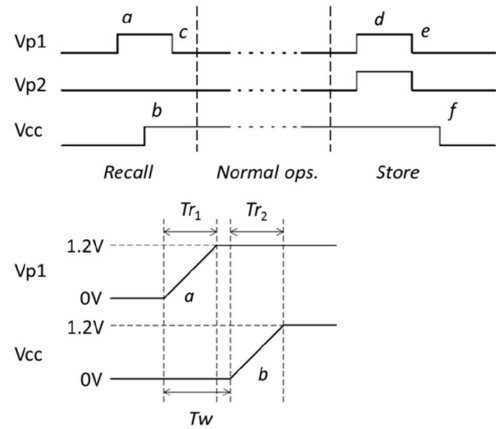 a c d e
Vp1
Vp2
Vcc b f
Recall Normal ops. Store
Tr1 Tr2
1.2V
Vp1
0V a
1.2V
Vcc
0V b
Tw